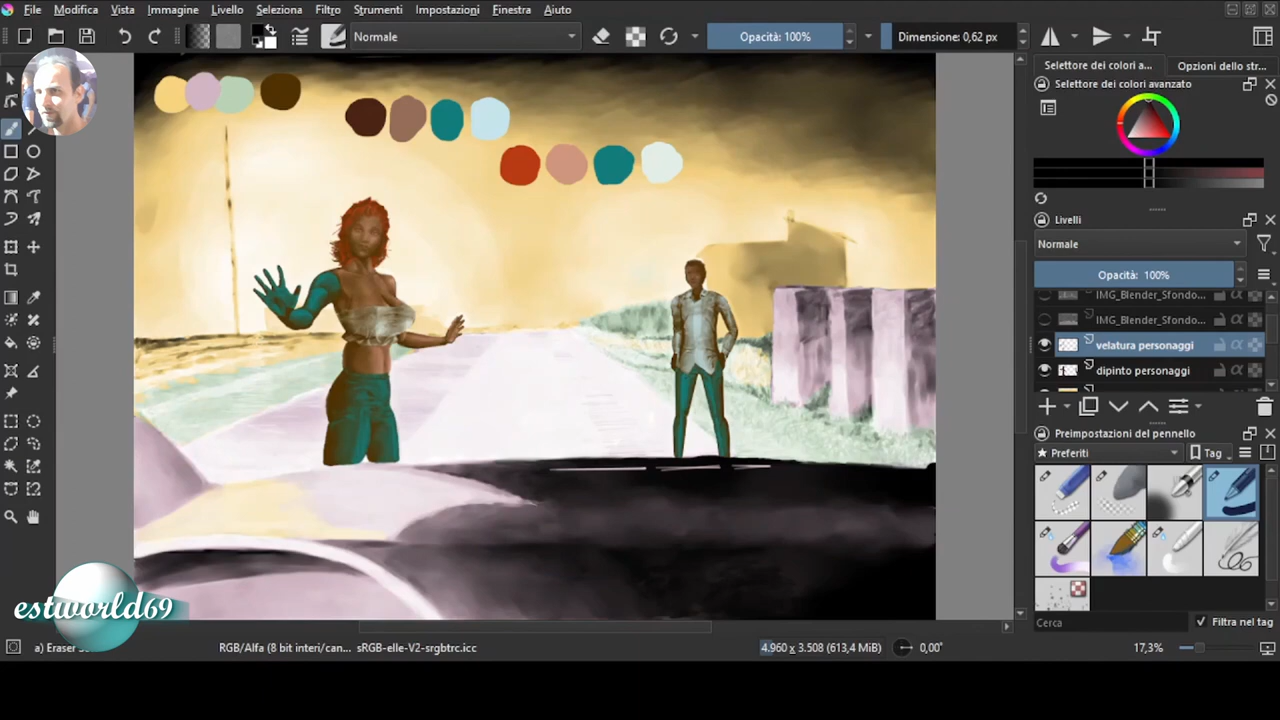 File Modifica Vista Immagine Livello Seleziona Filtro Strumenti Impostazioni Finestra Aiuto
Normale Opacità: 100% Dimensione: 0,62 px
Selettore dei colori a... Opzioni dello str...
Selettore dei colori avanzato
Livelli
Normale
Opacità: 100%
IMG_Blender_Sfondo...
IMG_Blender_Sfondo...
velatura personaggi
dipinto personaggi
Preimpostazioni del pennello
Preferiti Tag
Cerca Filtra nel tag
estworld69
RGB/Alfa (8 bit interi/can... sRGB-elle-V2-srgbtrc.icc 4.960 x 3.508 (613,4 MiB) 0,00° 17,3%